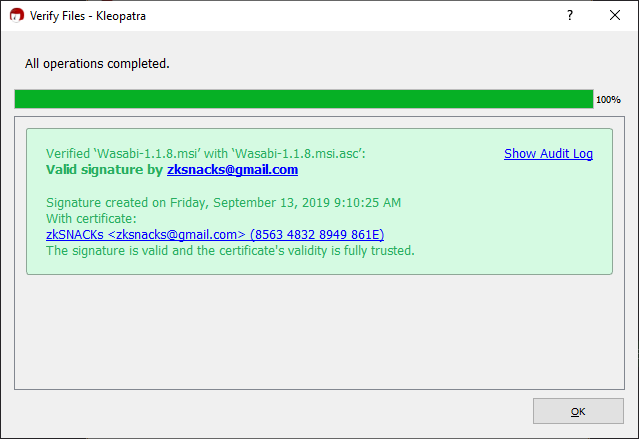 Verify Files - Kleopatra
All operations completed.
100%
Verified ‘Wasabi-1.1.8.msi’ with ‘Wasabi-1.1.8.msi.asc’:
Show Audit Log
Valid signature by zksnacks@gmail.com
Signature created on Friday, September 13, 2019 9:10:25 AM
With certificate:
zkSNACKs <zksnacks@gmail.com> (8563 4832 8949 861E)
The signature is valid and the certificate's validity is fully trusted.
OK